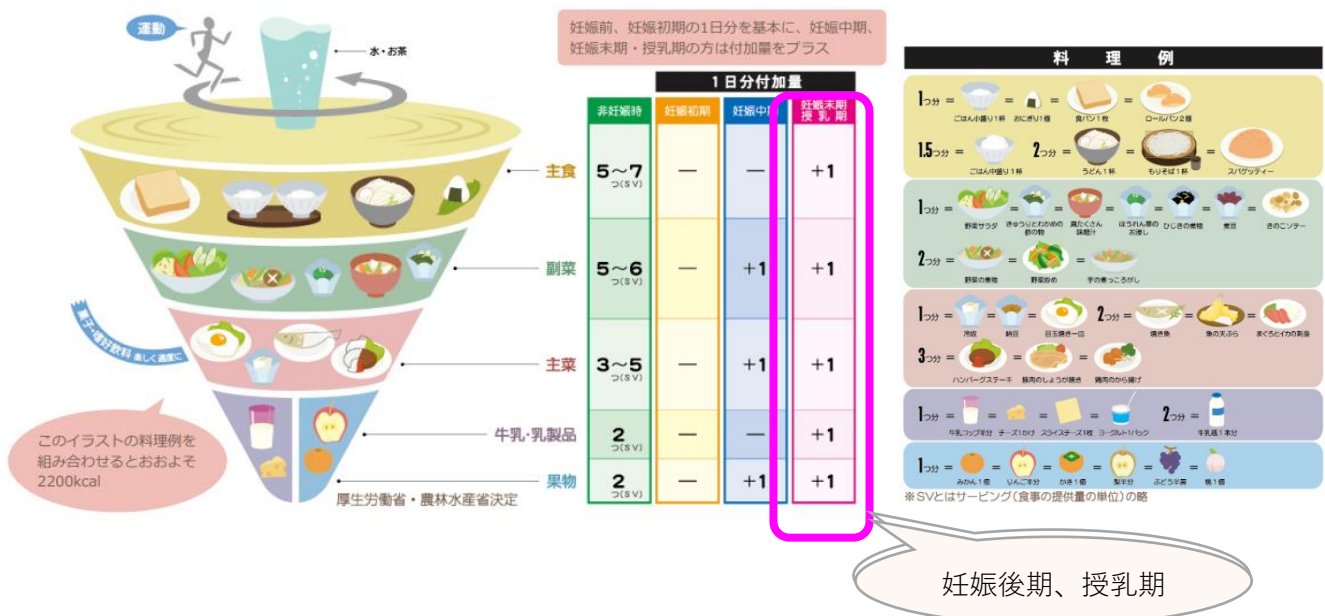 運動
水・お茶
菓子・嗜好飲料 楽しく適度に
このイラストの料理例を
組み合わせるとおおよそ
2200kcal
厚生労働省・農林水産省決定
妊娠前、妊娠初期の1日分を基本に、妊娠中期、
妊娠末期・授乳期の方は付加量をプラス
1日分付加量
非妊娠時 妊娠初期 妊娠中期 妊娠末期 授乳期
主食 5～7 つ(SV) — — +1
副菜 5～6 つ(SV) — +1 +1
主菜 3～5 つ(SV) — +1 +1
牛乳・乳製品 2 つ(SV) — — +1
果物 2 つ(SV) — +1 +1
料理例
1つ分 = = = =
ごはん小盛り1杯 おにぎり1個 食パン1枚 ロールパン2個
1.5つ分 = 2つ分 = = =
ごはん中盛り1杯 うどん1杯 もりそば1杯 スパゲッティー
1つ分 = = = = = = =
野菜サラダ きゅうりとわかめの酢の物 具だくさん味噌汁 ほうれん草のお浸し ひじきの煮物 煮豆 きのこソテー
2つ分 = = =
野菜の煮物 野菜炒め 芋の煮っころがし
1つ分 = = = 2つ分 = = =
冷奴 納豆 目玉焼き一皿 焼き魚 魚の天ぷら まぐろとイカの刺身
3つ分 = = =
ハンバーグステーキ 豚肉のしょうが焼き 鶏肉のから揚げ
1つ分 = = = = 2つ分 =
牛乳コップ半分 チーズ1かけ スライスチーズ1枚 ヨーグルト1パック 牛乳瓶1本分
1つ分 = = = = = =
みかん1個 りんご半分 かき1個 梨半分 ぶどう半房 桃1個
※SVとはサービング(食事の提供量の単位)の略
妊娠後期、授乳期